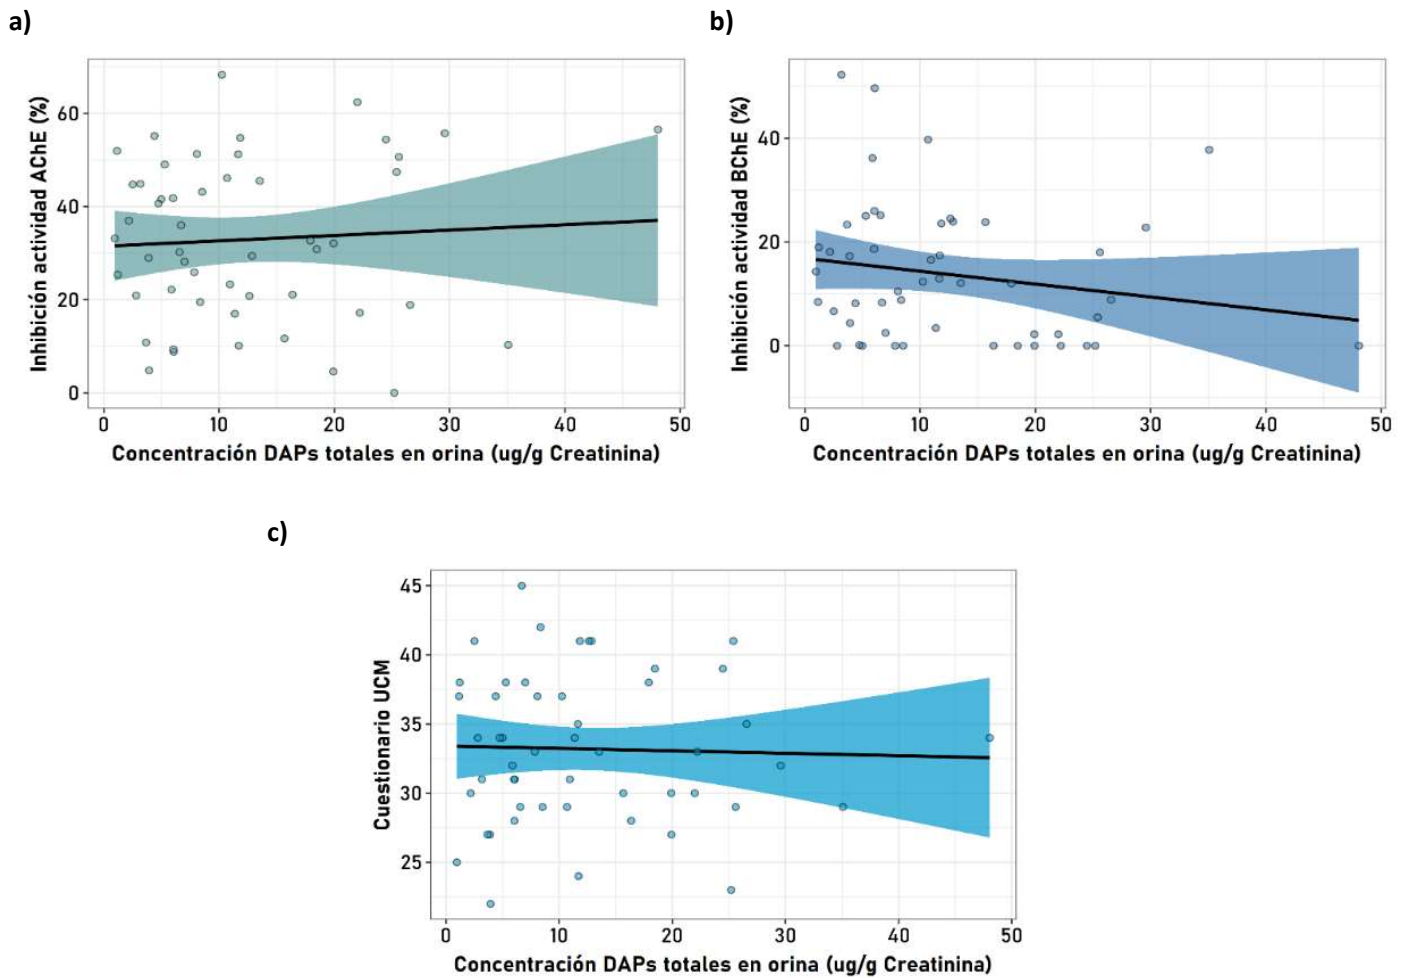 a)
Inhibición actividad AChE (%)
60
40
20
0
0 10 20 30 40 50
Concentración DAPs totales en orina (ug/g Creatinina)
b)
Inhibición actividad BChE (%)
40
20
0
0 10 20 30 40 50
Concentración DAPs totales en orina (ug/g Creatinina)
c)
Cuestionario UCM
45
40
35
30
25
0 10 20 30 40 50
Concentración DAPs totales en orina (ug/g Creatinina)